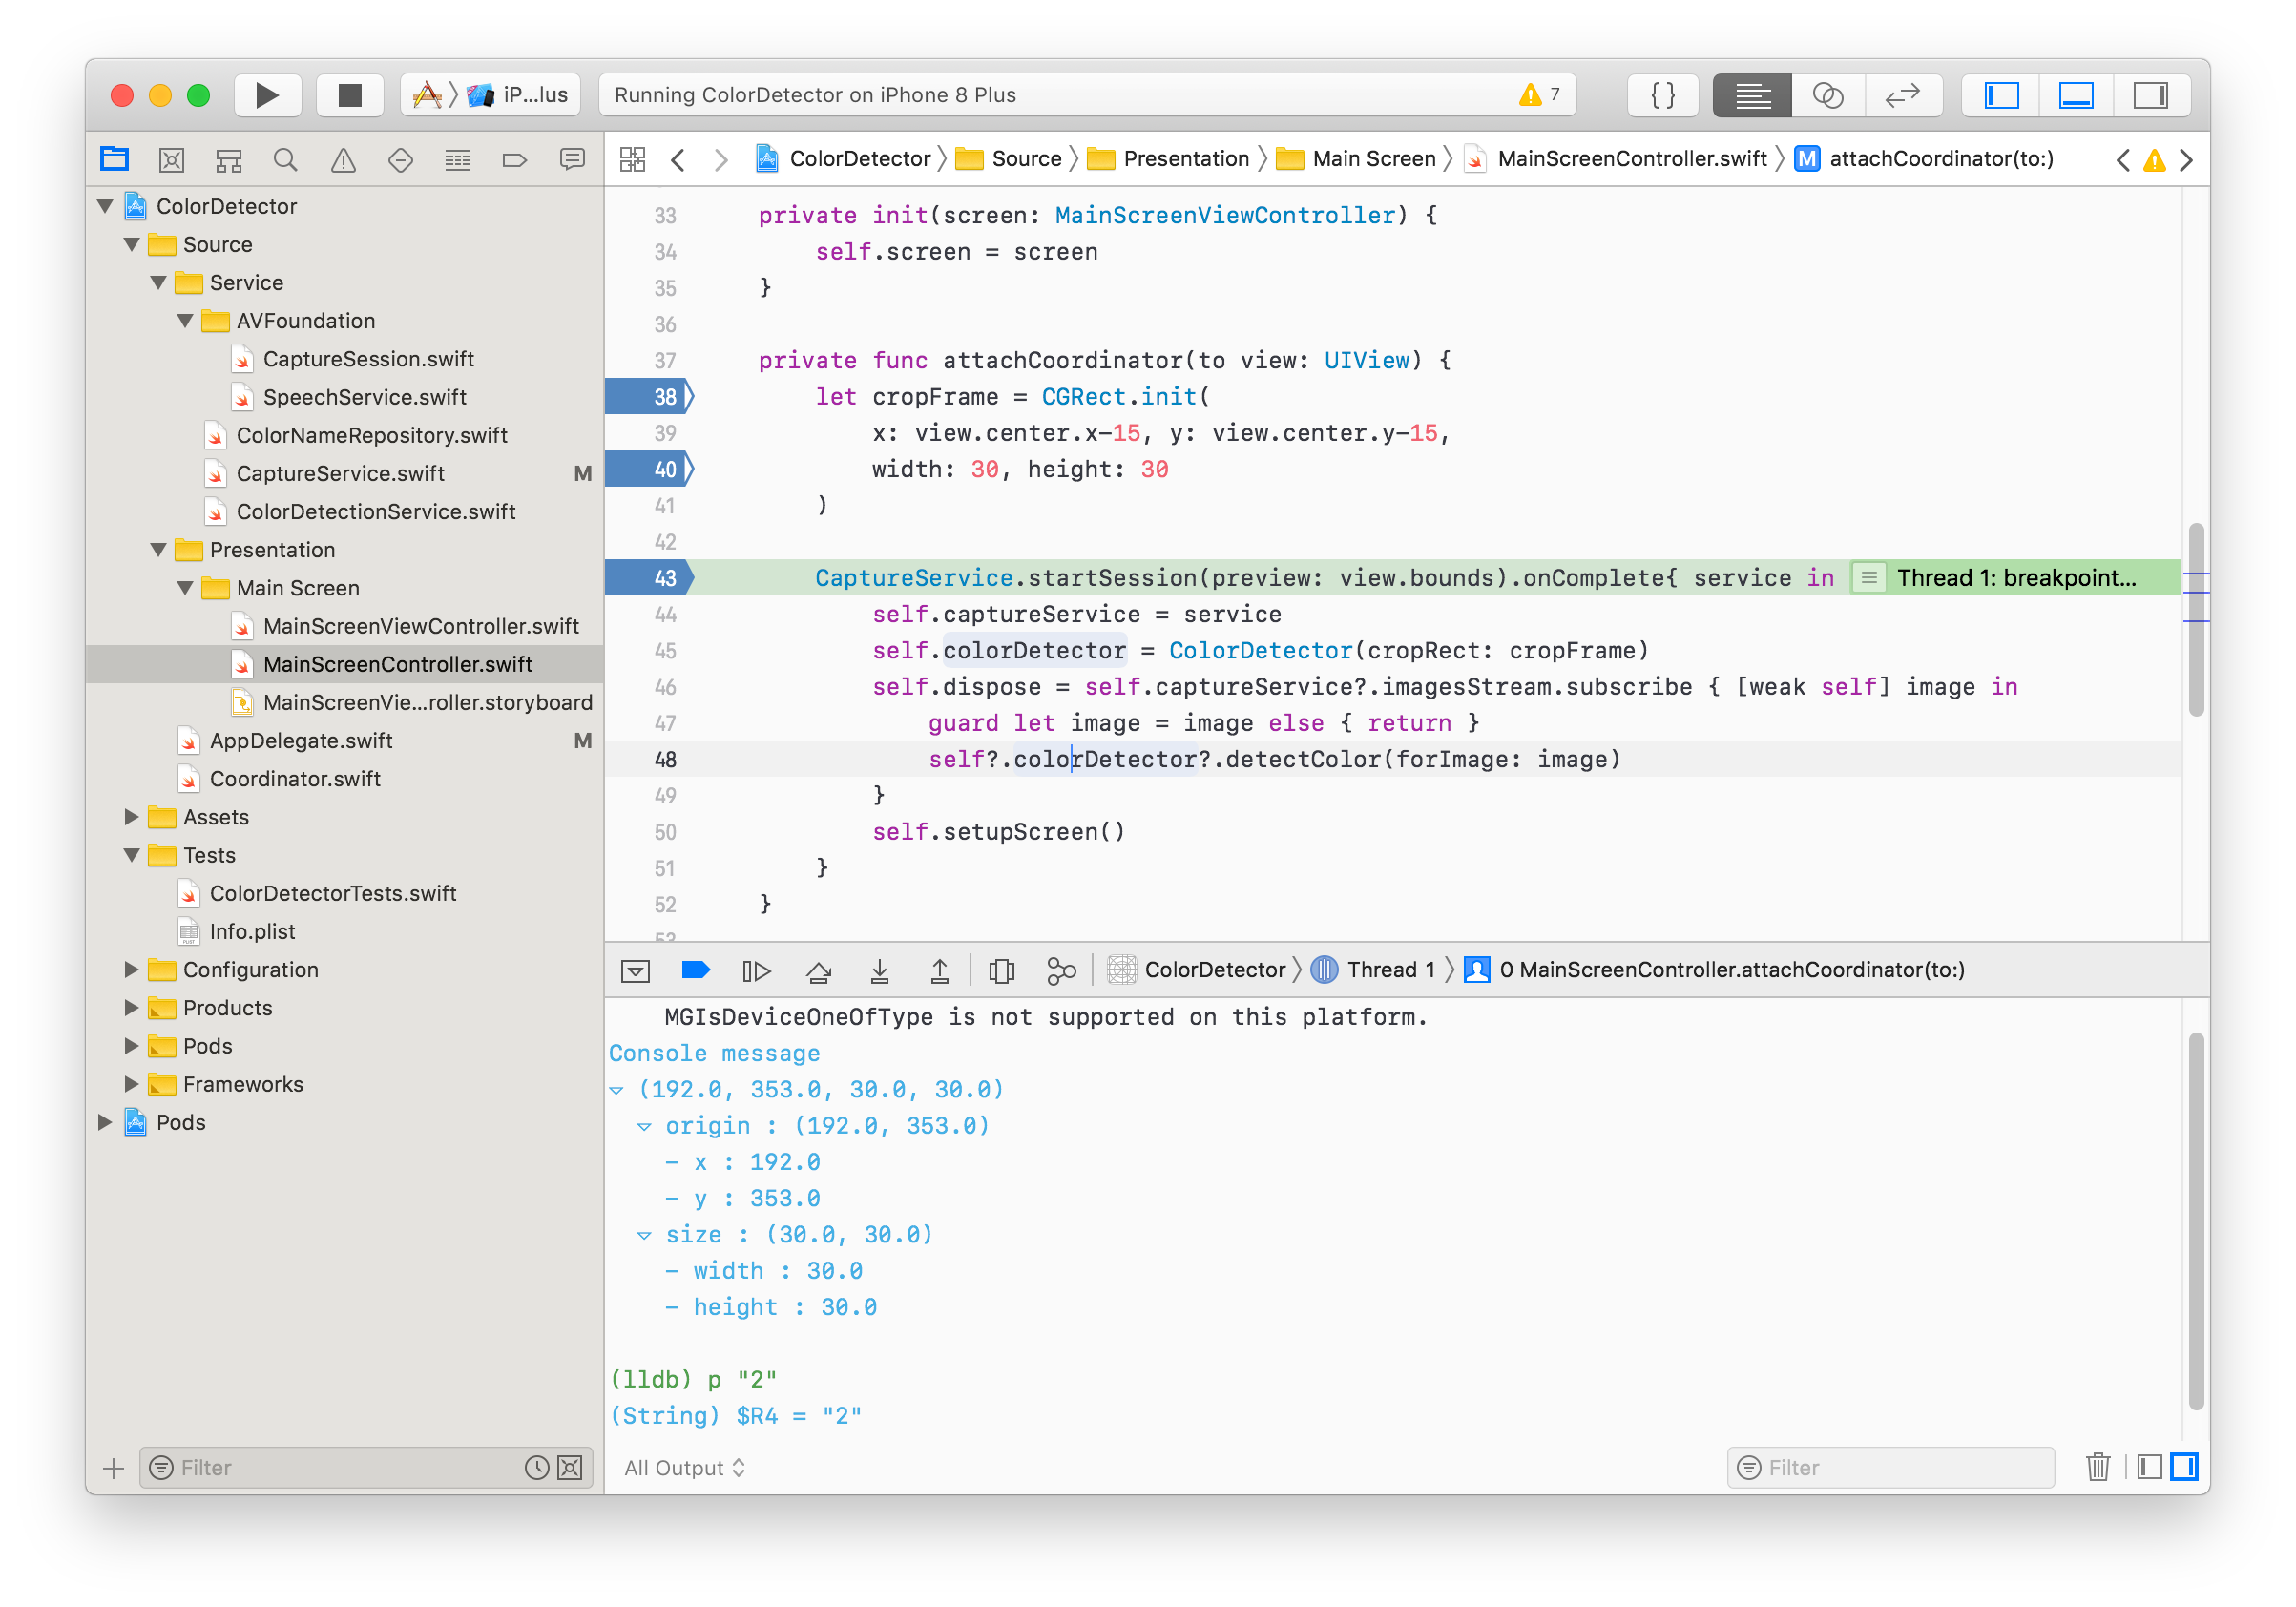 iP...lus
Running ColorDetector on iPhone 8 Plus
7
{ }
ColorDetector
Source
Service
AVFoundation
CaptureSession.swift
SpeechService.swift
ColorNameRepository.swift
CaptureService.swift M
ColorDetectionService.swift
Presentation
Main Screen
MainScreenViewController.swift
MainScreenController.swift
MainScreenVie...roller.storyboard
AppDelegate.swift M
Coordinator.swift
Assets
Tests
ColorDetectorTests.swift
Info.plist
Configuration
Products
Pods
Frameworks
Pods
Filter
ColorDetector Source Presentation Main Screen MainScreenController.swift M attachCoordinator(to:)
33 private init(screen: MainScreenViewController) {
34 self.screen = screen
35 }
36
37 private func attachCoordinator(to view: UIView) {
38 let cropFrame = CGRect.init(
39 x: view.center.x-15, y: view.center.y-15,
40 width: 30, height: 30
41 )
42
43 CaptureService.startSession(preview: view.bounds).onComplete{ service in Thread 1: breakpoint...
44 self.captureService = service
45 self.colorDetector = ColorDetector(cropRect: cropFrame)
46 self.dispose = self.captureService?.imagesStream.subscribe { [weak self] image in
47 guard let image = image else { return }
48 self?.colorDetector?.detectColor(forImage: image)
49 }
50 self.setupScreen()
51 }
52 }
53
ColorDetector Thread 1 0 MainScreenController.attachCoordinator(to:)
MGIsDeviceOneOfType is not supported on this platform.
Console message
(192.0, 353.0, 30.0, 30.0)
origin : (192.0, 353.0)
- x : 192.0
- y : 353.0
size : (30.0, 30.0)
- width : 30.0
- height : 30.0
(lldb) p "2"
(String) $R4 = "2"
All Output
Filter